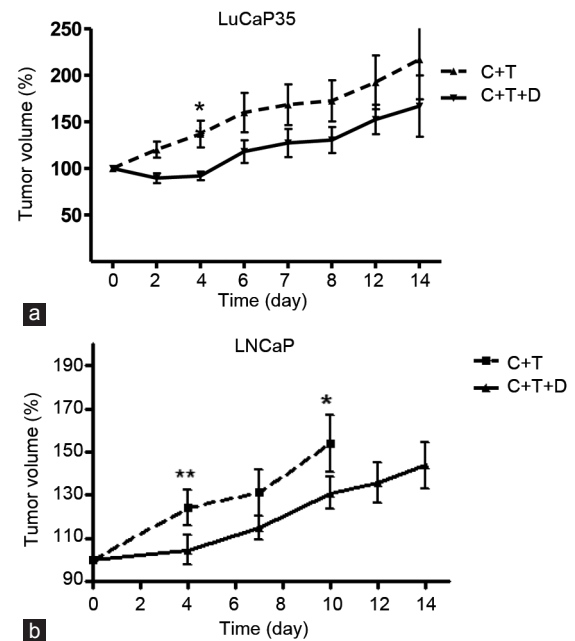 LuCaP35
250
200
150
100
50
Tumor volume (%)
*
C+T
C+T+D
0 2 4 6 7 8 12 14
Time (day)
a
LNCaP
190
170
150
130
110
90
Tumor volume (%)
**
*
C+T
C+T+D
0 2 4 6 8 10 12 14
Time (day)
b